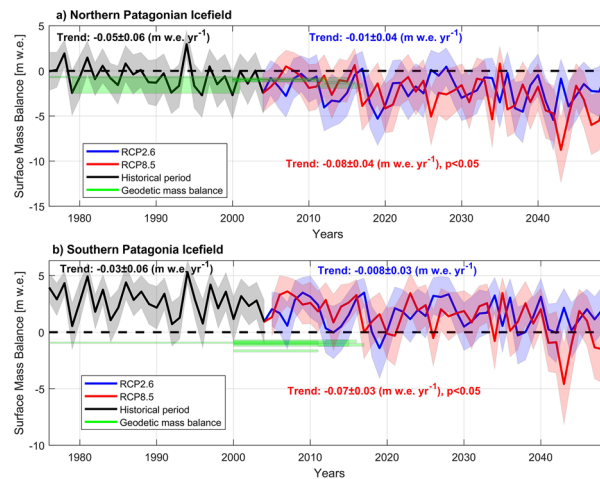 a) Northern Patagonian Icefield
Trend: -0.05±0.06 (m w.e. yr-1)
-0.01±0.04 (m w.e. yr-1)
Surface Mass Balance [m w.e.]
5
0
-5
-10
-15
RCP2.6
RCP8.5
Historical period
Geodetic mass balance
Trend: -0.08±0.04 (m w.e. yr-1), p<0.05
1980
1990
2000
2010
2020
2030
2040
Years
b) Southern Patagonia Icefield
Trend: -0.03±0.06 (m w.e. yr-1)
-0.008±0.03 (m w.e. yr-1)
Surface Mass Balance [m w.e.]
5
0
-5
-10
RCP2.6
RCP8.5
Historical period
Geodetic mass balance
Trend: -0.07±0.03 (m w.e. yr-1), p<0.05
1980
1990
2000
2010
2020
2030
2040
Years